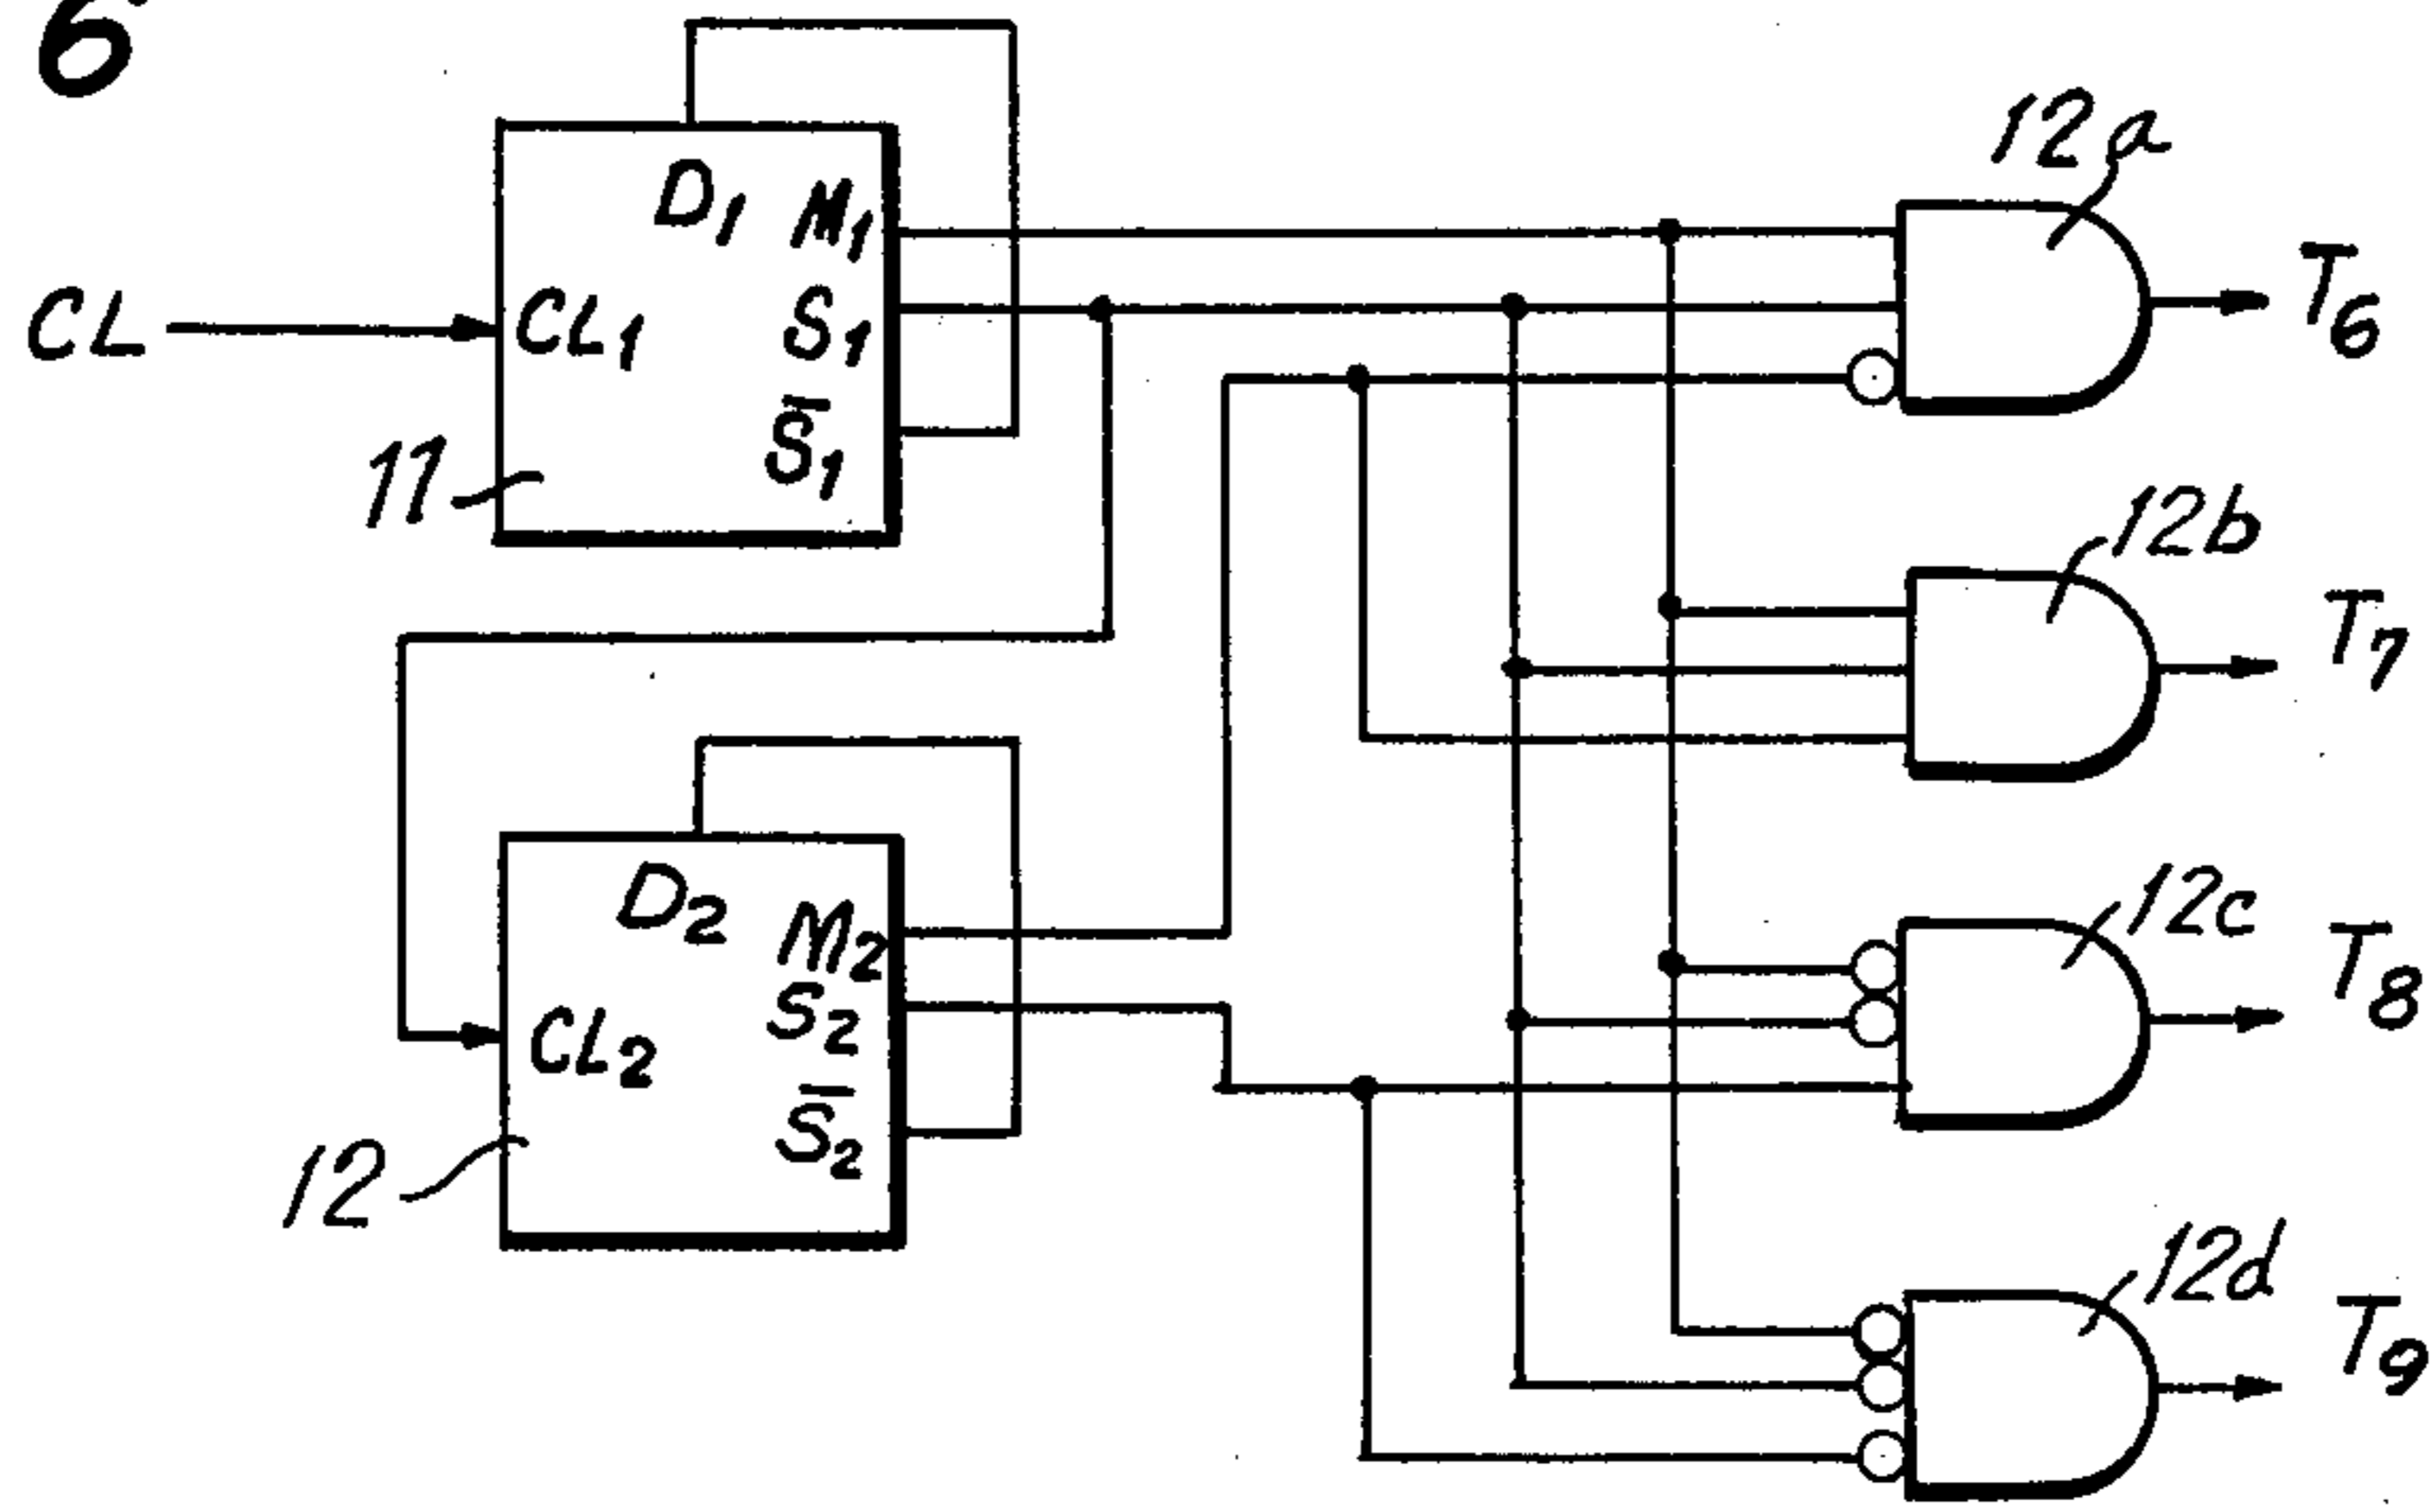 6
12a
D1 M1
CL CL1 S1 T6
S̅1
11
12b
T7
D2 M2
12c
T8
CL2 S2
S̅2
12
12d
T9